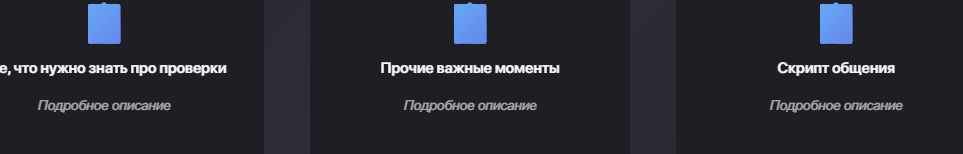 е, что нужно знать про проверки
Подробное описание
Прочие важные моменты
Подробное описание
Скрипт общения
Подробное описание